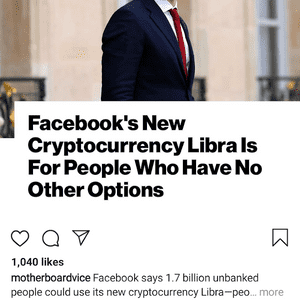 Facebook's New
Cryptocurrency Libra Is
For People Who Have No
Other Options
1,040 likes
motherboardvice Facebook says 1.7 billion unbanked
people could use its new cryptocurrency Libra—peo... more